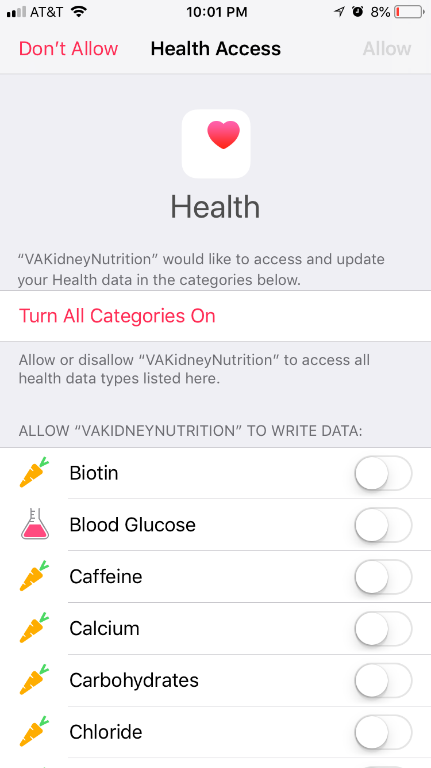 AT&T 10:01 PM 8%
Don't Allow Health Access Allow
Health
“VAKidneyNutrition” would like to access and update
your Health data in the categories below.
Turn All Categories On
Allow or disallow “VAKidneyNutrition” to access all
health data types listed here.
ALLOW “VAKIDNEYNUTRITION” TO WRITE DATA:
Biotin
Blood Glucose
Caffeine
Calcium
Carbohydrates
Chloride